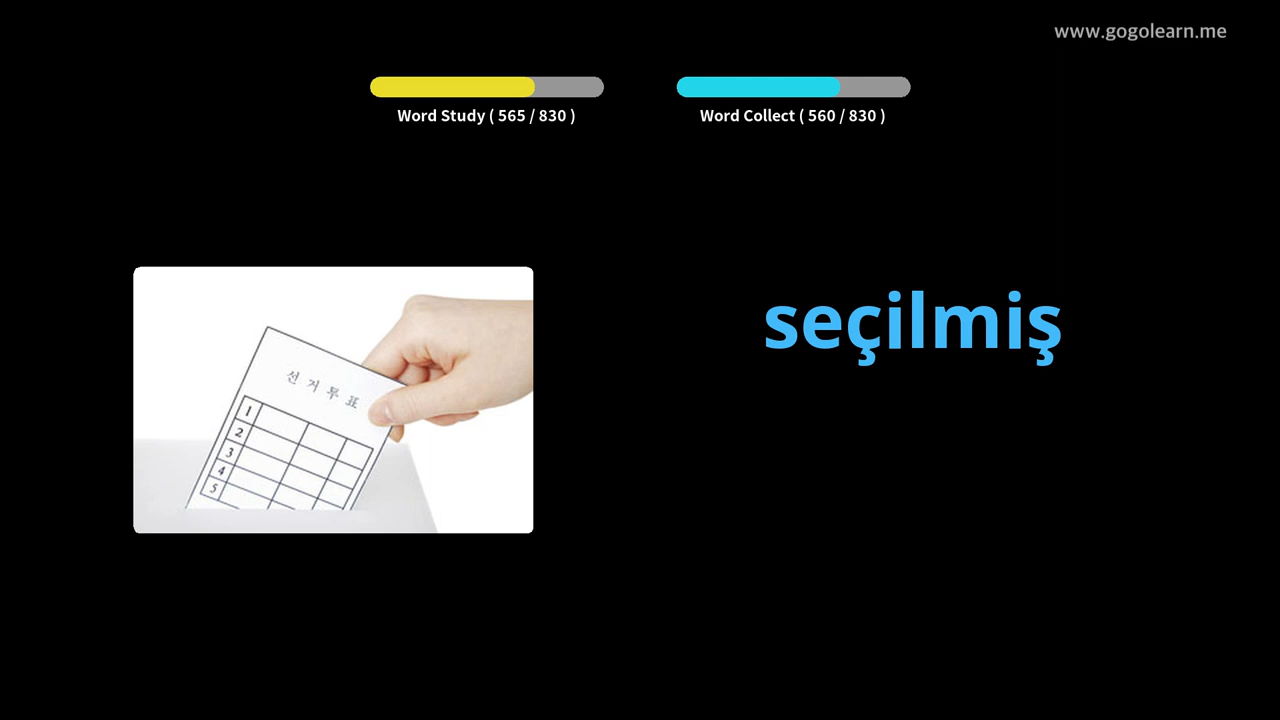 www.gogolearn.me
Word Study ( 565 / 830 )
Word Collect ( 560 / 830 )
seçilmiş
선거투표
1
2
3
4
5